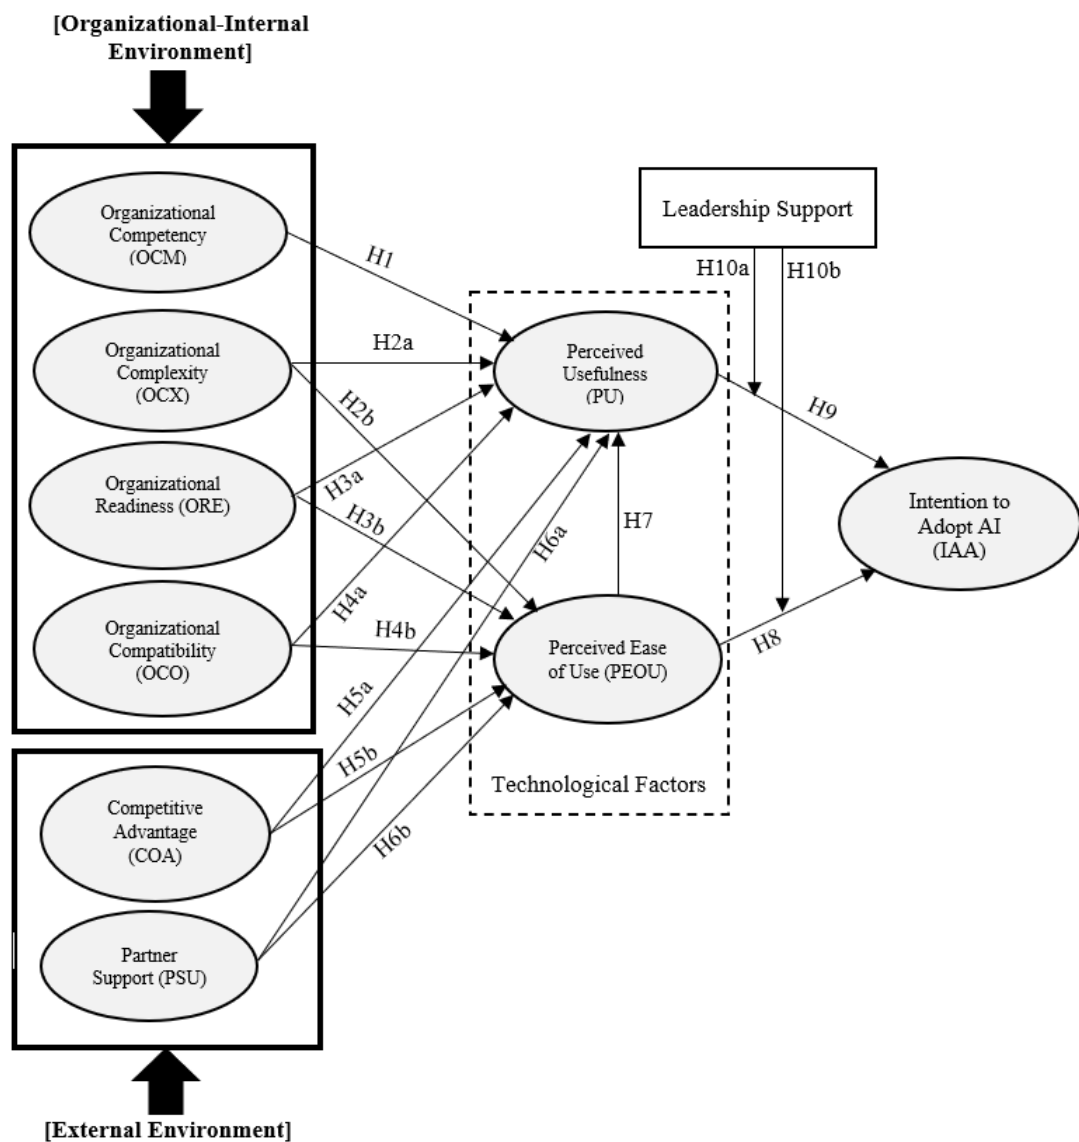 [Organizational-Internal
Environment]
Organizational
Competency
(OCM)
Organizational
Complexity
(OCX)
Organizational
Readiness (ORE)
Organizational
Compatibility
(OCO)
Competitive
Advantage
(COA)
Partner
Support (PSU)
[External Environment]
H1
H2a
H2b
H3a
H3b
H4a
H4b
H5a
H5b
H6a
H6b
Perceived
Usefulness
(PU)
H7
Perceived Ease
of Use (PEOU)
Technological Factors
Leadership Support
H10a
H10b
H9
H8
Intention to
Adopt AI
(IAA)